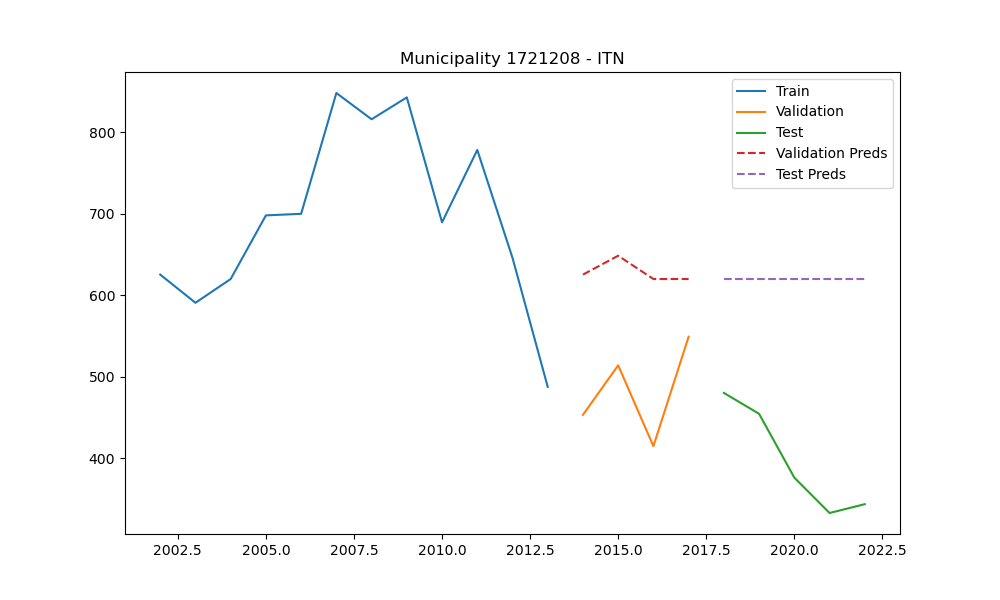 Municipality 1721208 - ITN
Train
Validation
Test
Validation Preds
Test Preds
800
700
600
500
400
2002.5 2005.0 2007.5 2010.0 2012.5 2015.0 2017.5 2020.0 2022.5